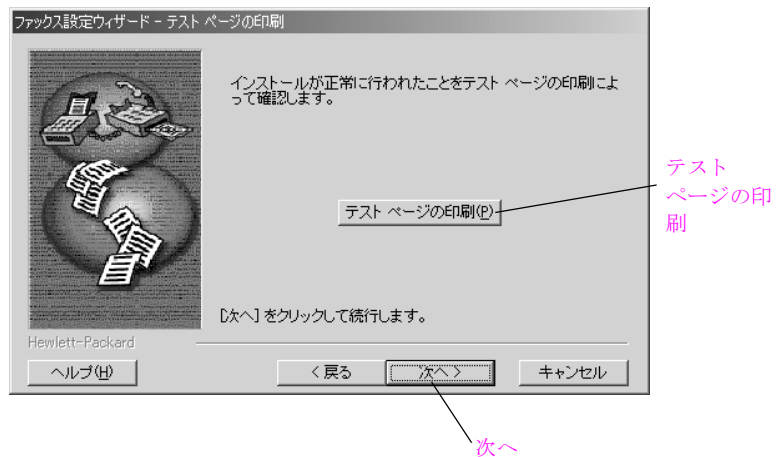 ファックス設定ウィザード - テスト ページの印刷
インストールが正常に行われたことをテスト ページの印刷によ
って確認します。
テスト ページの印刷(P)
テスト
ページの印
刷
[次へ] をクリックして続行します。
Hewlett-Packard
ヘルプ(H)
< 戻る
次へ >
キャンセル
次へ